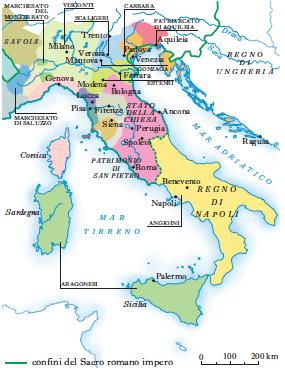 MARCHESATO
DEL
MONFERRATO
VISCONTI
SCALIGERI
CARRARA
PATRIARCATO
DI AQUILEIA
SAVOIA
Trento
Milano
Verona
Mantova
Padova
Aquileia
Venezia
GONZAGA
Ferrara
ESTENSI
REGNO
DI
UNGHERIA
Genova
Modena
Bologna
Lucca
Pisa
Firenze
STATO
DELLA
CHIESA
Ancona
MARCHESATO
DI SALUZZO
Siena
Perugia
Spoleto
MAR ADRIATICO
Ragusa
Corsica
PATRIMONIO
DI
SAN PIETRO
Roma
Benevento
REGNO
DI
NAPOLI
Napoli
ANGIOINI
Sardegna
MAR
TIRRENO
ARAGONESI
Palermo
Sicilia
confini del Sacro romano impero
0 100 200 km